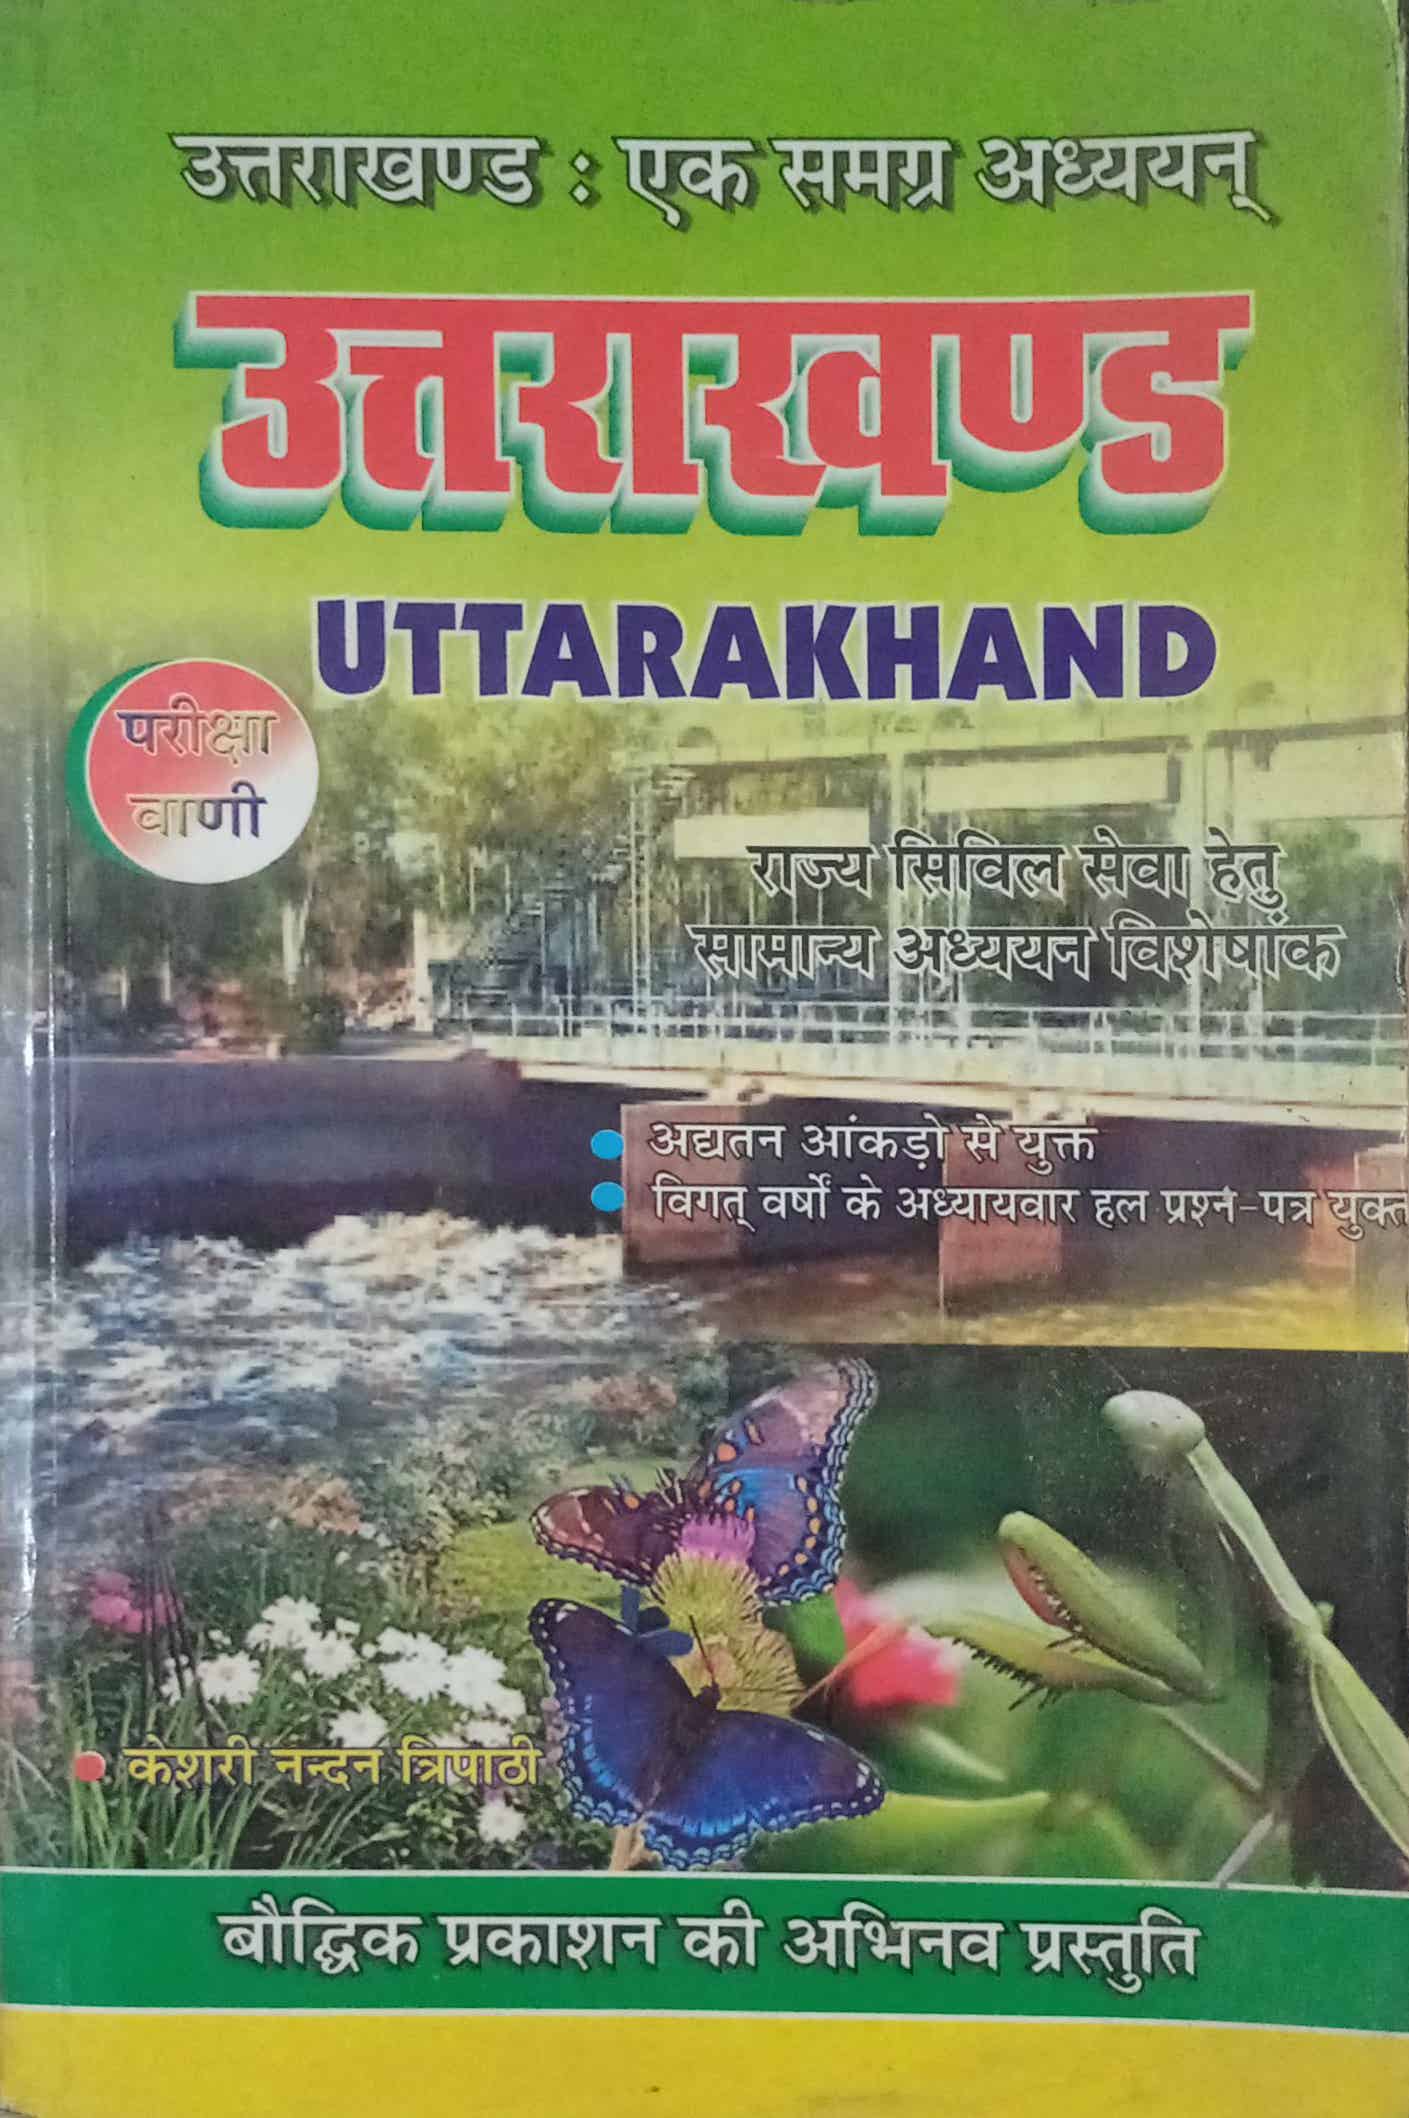 उत्तराखण्ड : एक समग्र अध्ययन्
उत्तराखण्ड
UTTARAKHAND
परीक्षा
वाणी
राज्य सिविल सेवा हेतु
सामान्य अध्ययन विशेषांक
अद्यतन आंकड़ो से युक्त
विगत् वर्षों के अध्यायवार हल प्रश्न-पत्र युक्त
केशरी नन्दन त्रिपाठी
बौद्धिक प्रकाशन की अभिनव प्रस्तुति